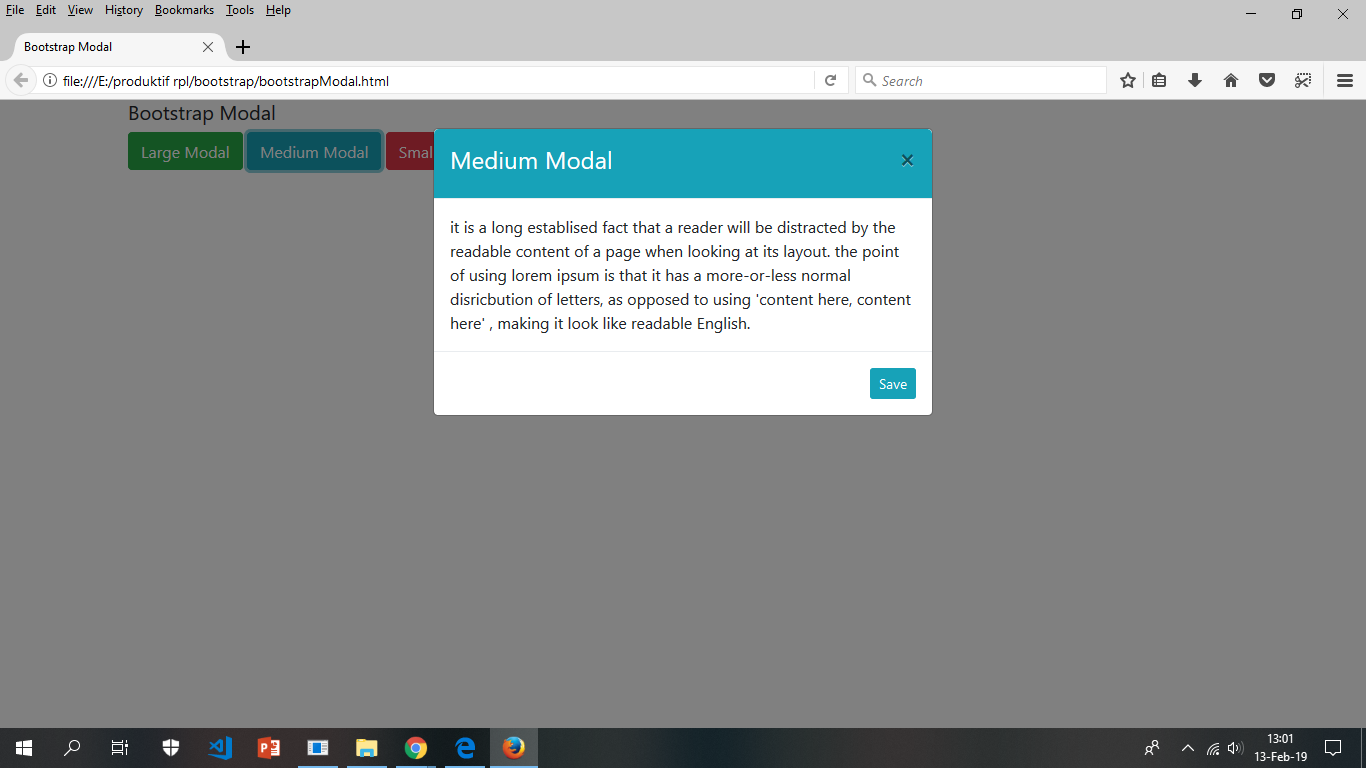 File Edit View History Bookmarks Tools Help
Bootstrap Modal
file:///E:/produktif rpl/bootstrap/bootstrapModal.html
Search
Bootstrap Modal
Large Modal Medium Modal Smal
Medium Modal ×
it is a long establised fact that a reader will be distracted by the
readable content of a page when looking at its layout. the point
of using lorem ipsum is that it has a more-or-less normal
disricbution of letters, as opposed to using 'content here, content
here' , making it look like readable English.
Save
13:01
13-Feb-19